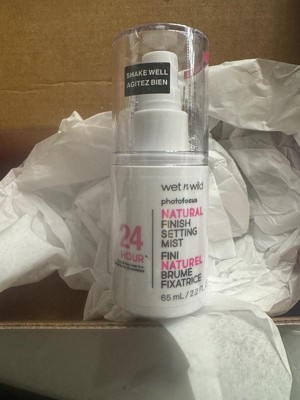 SHAKE WELL
AGITEZ BIEN
wet n wild
photofocus
NATURAL
FINISH
SETTING
MIST
24
HOUR*
FINI
NATUREL
BRUME
FIXATRICE
65 mL / 2.2 FL